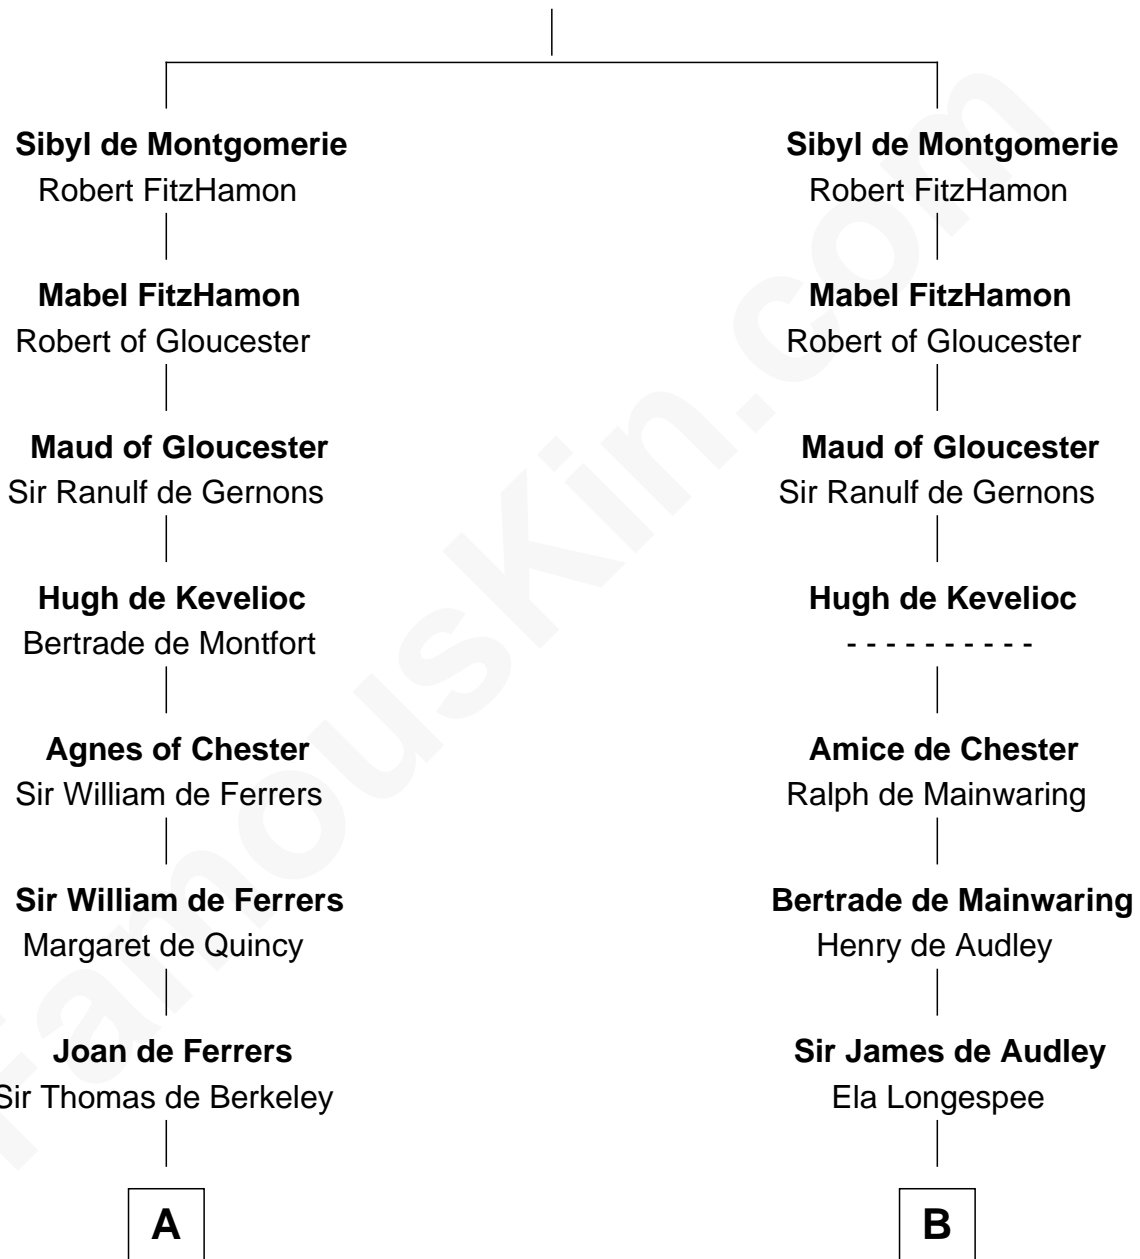 Sibyl de Montgomerie
Robert FitzHamon
Mabel FitzHamon
Robert of Gloucester
Maud of Gloucester
Sir Ranulf de Gernons
Hugh de Kevelioc
Bertrade de Montfort
Agnes of Chester
Sir William de Ferrers
Sir William de Ferrers
Margaret de Quincy
Joan de Ferrers
Sir Thomas de Berkeley
A
Sibyl de Montgomerie
Robert FitzHamon
Mabel FitzHamon
Robert of Gloucester
Maud of Gloucester
Sir Ranulf de Gernons
Hugh de Kevelioc
- - - - - - - - - -
Amice de Chester
Ralph de Mainwaring
Bertrade de Mainwaring
Henry de Audley
Sir James de Audley
Ela Longespee
B
FamousKin.com